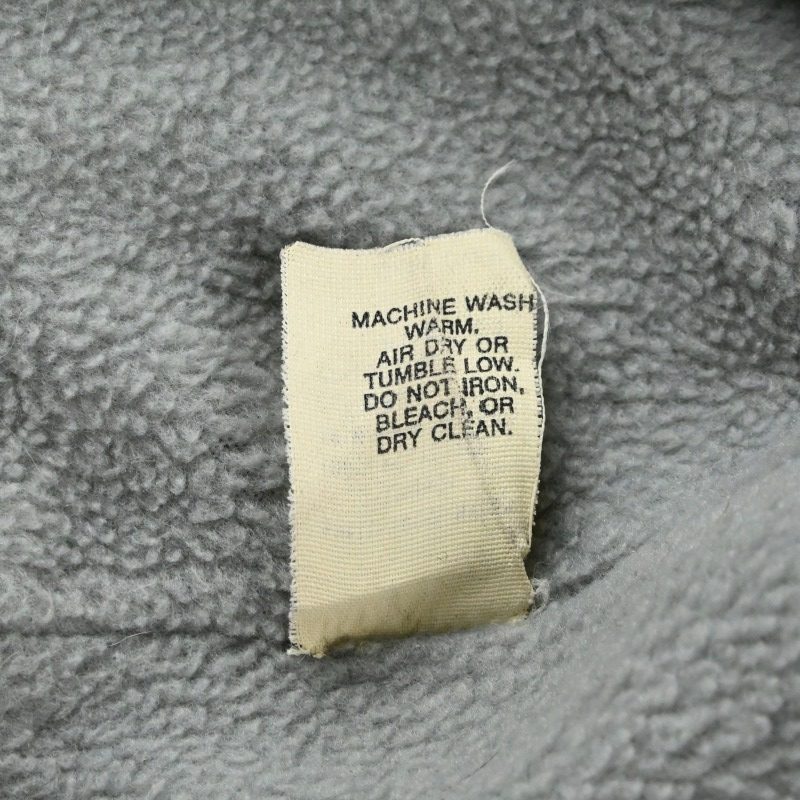 MACHINE WASH
WARM.
AIR DRY OR
TUMBLE LOW.
DO NOT IRON,
BLEACH, OR
DRY CLEAN.